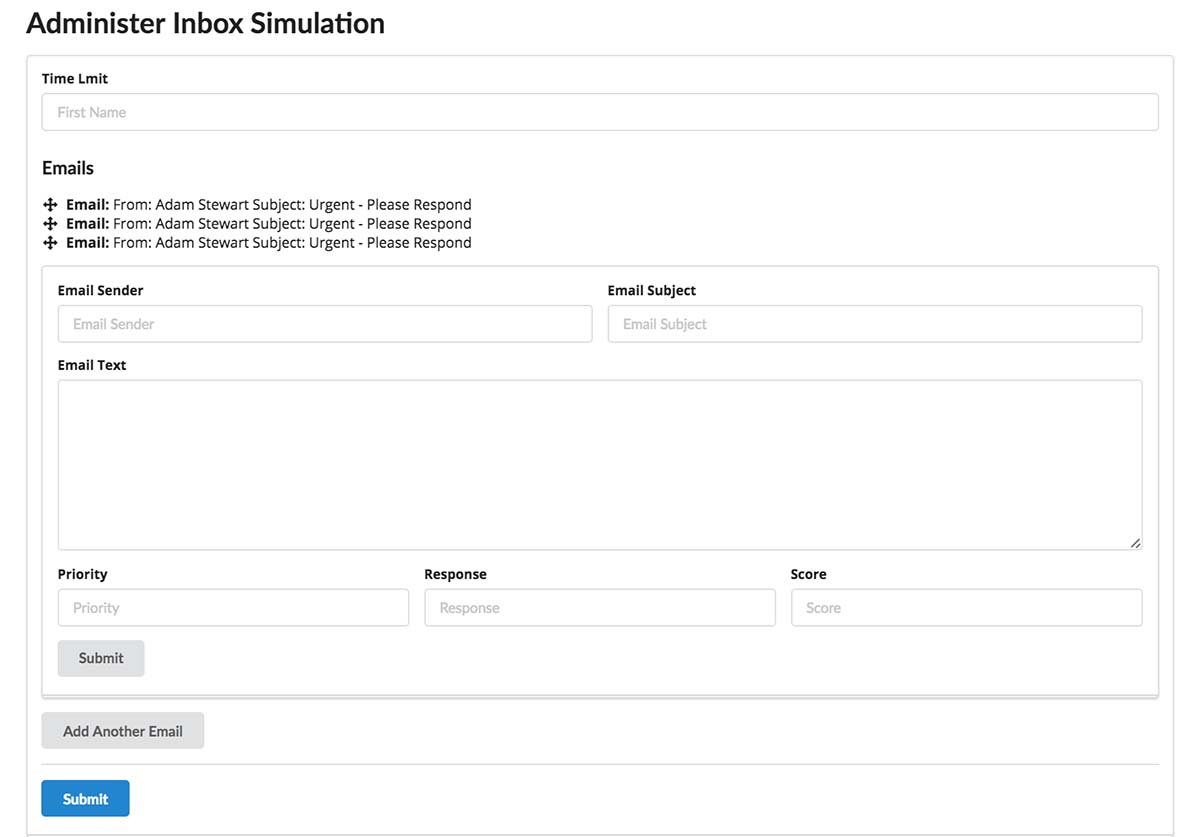 Administer Inbox Simulation
Time Lmit
First Name
Emails
Email: From: Adam Stewart Subject: Urgent - Please Respond
Email: From: Adam Stewart Subject: Urgent - Please Respond
Email: From: Adam Stewart Subject: Urgent - Please Respond
Email Sender Email Subject
Email Sender Email Subject
Email Text
Priority Response Score
Priority Response Score
Submit
Add Another Email
Submit